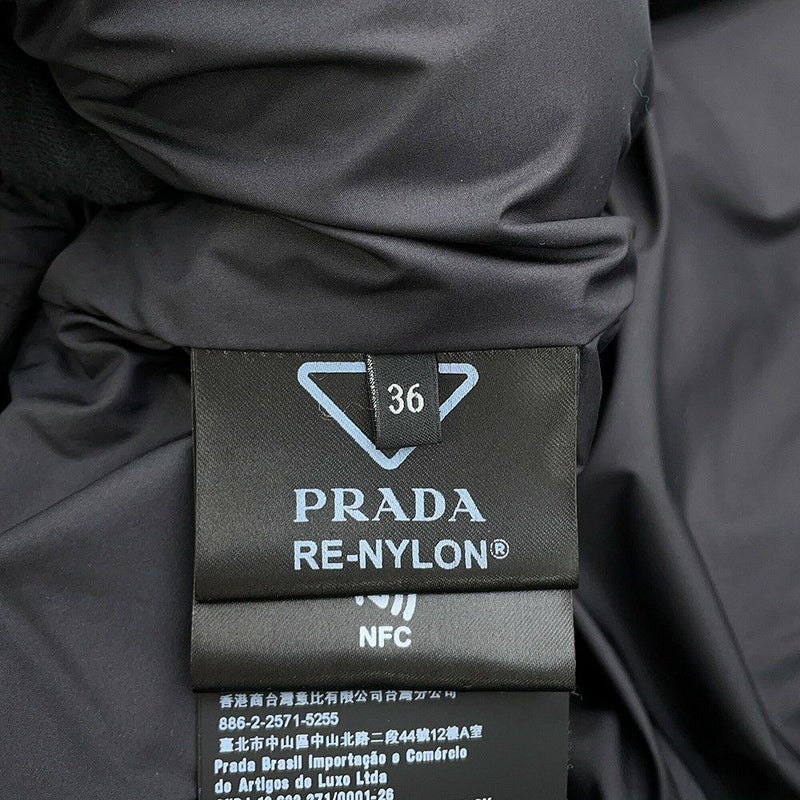 36
PRADA
RE-NYLON®
NFC
香港商台灣意比有限公司台灣分公司
886-2-2571-5255
臺北市中山區中山北路二段44號12樓A室
Prada Brasil Importação e Comércio
de Artigos de Luxo Ltda